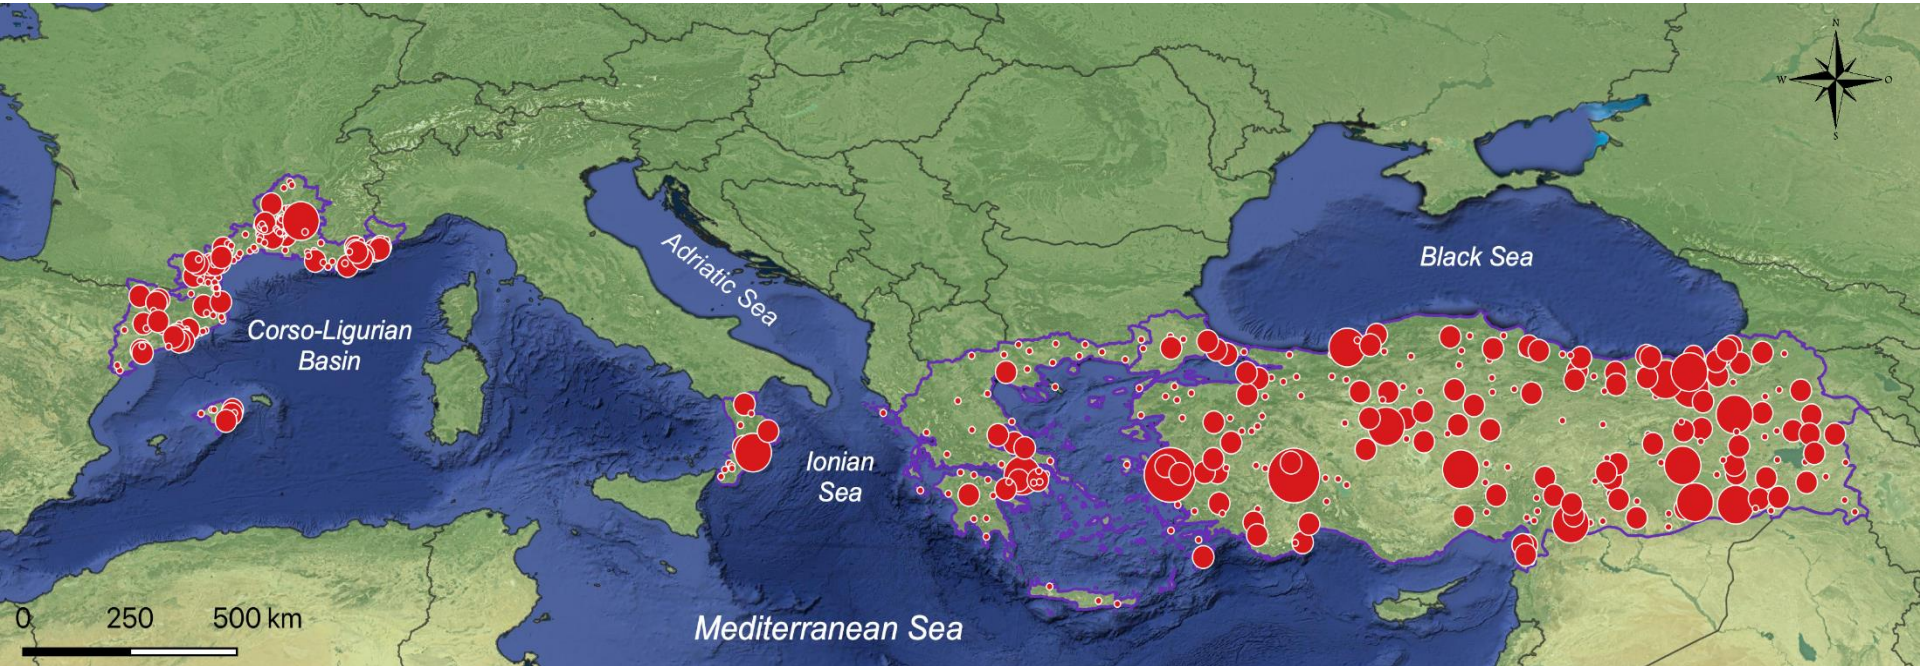 N
W
O
S
Adriatic Sea
Black Sea
Corso-Ligurian
Basin
Ionian
Sea
0 250 500 km
Mediterranean Sea